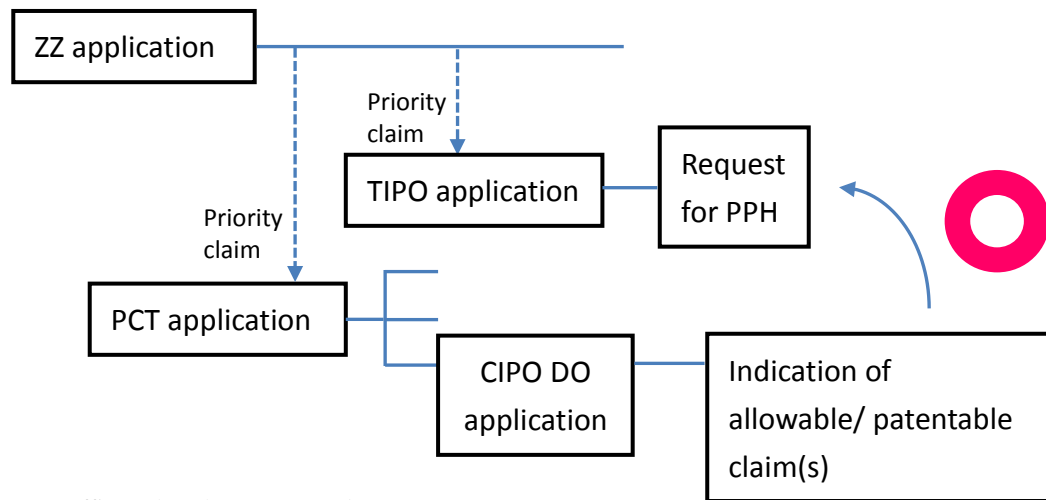 ZZ application
Priority
claim
TIPO application
Request
for PPH
Priority
claim
PCT application
CIPO DO
application
Indication of
allowable/ patentable
claim(s)